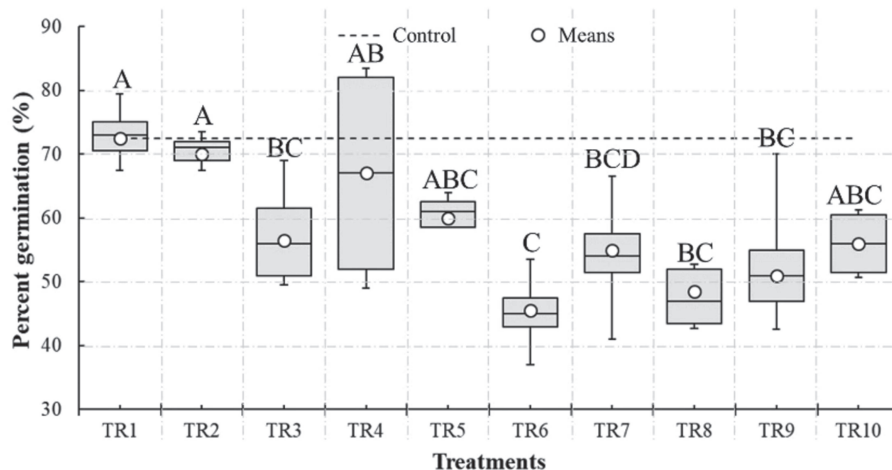 Control Means
Percent germination (%)
90
80
70
60
50
40
30
A
A
BC
AB
ABC
C
BCD
BC
BC
ABC
TR1 TR2 TR3 TR4 TR5 TR6 TR7 TR8 TR9 TR10
Treatments